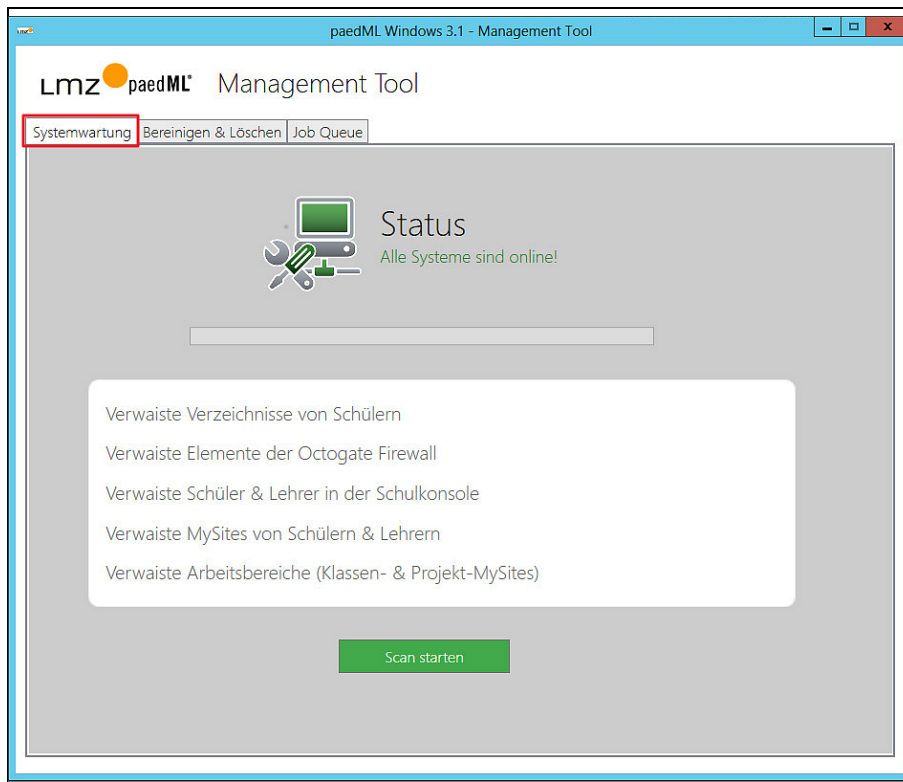 paedML Windows 3.1 - Management Tool
LMZ paedML® Management Tool
Systemwartung Bereinigen & Löschen Job Queue
Status
Alle Systeme sind online!
Verwaiste Verzeichnisse von Schülern
Verwaiste Elemente der Octogate Firewall
Verwaiste Schüler & Lehrer in der Schulkonsole
Verwaiste MySites von Schülern & Lehrern
Verwaiste Arbeitsbereiche (Klassen- & Projekt-MySites)
Scan starten